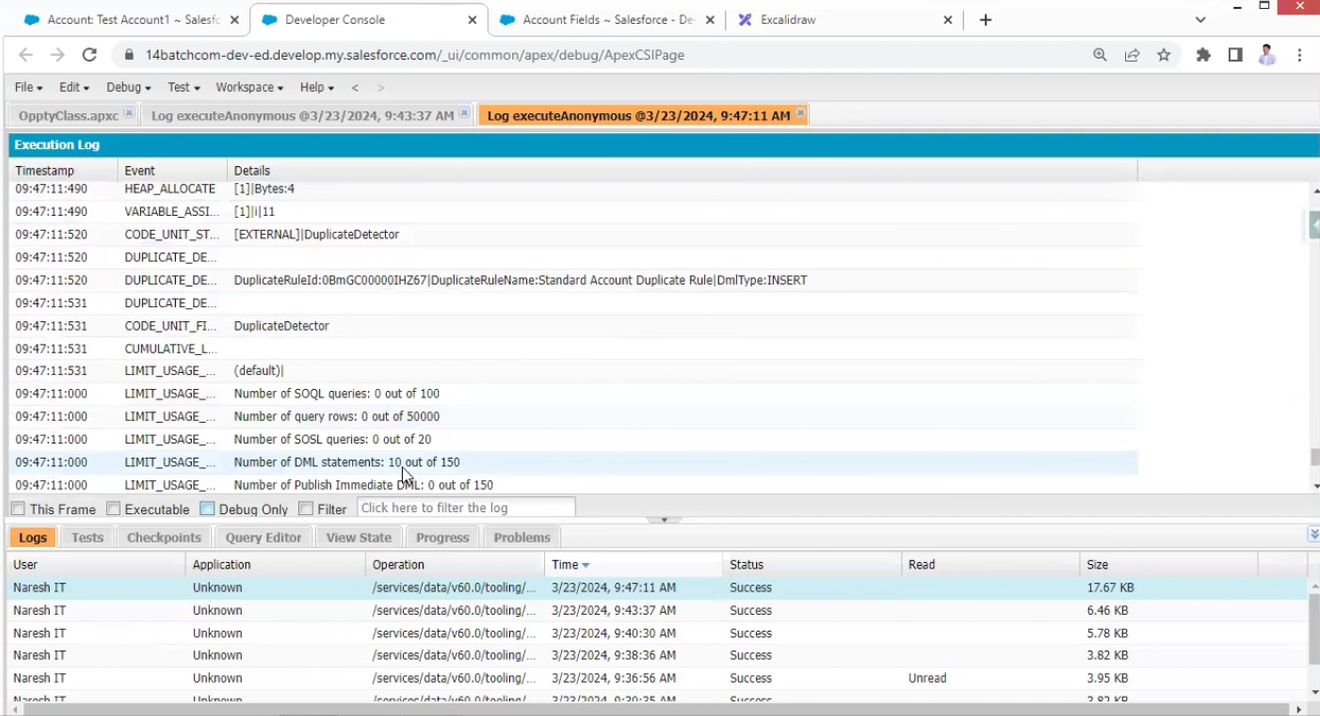 Account: Test Account1 ~ Salesfc
Developer Console
Account Fields ~ Salesforce - De
Excalidraw
14batchcom-dev-ed.develop.my.salesforce.com/_ui/common/apex/debug/ApexCSIPage
File Edit Debug Test Workspace Help < >
OpptyClass.apxc
Log executeAnonymous @3/23/2024, 9:43:37 AM
Log executeAnonymous @3/23/2024, 9:47:11 AM
Execution Log
Timestamp Event Details
09:47:11:490 HEAP_ALLOCATE [1]|Bytes:4
09:47:11:490 VARIABLE_ASSI... [1]|i|11
09:47:11:520 CODE_UNIT_ST... [EXTERNAL]|DuplicateDetector
09:47:11:520 DUPLICATE_DE...
09:47:11:520 DUPLICATE_DE... DuplicateRuleId:0BmGC00000IHZ67|DuplicateRuleName:Standard Account Duplicate Rule|DmlType:INSERT
09:47:11:531 DUPLICATE_DE...
09:47:11:531 CODE_UNIT_FI... DuplicateDetector
09:47:11:531 CUMULATIVE_L...
09:47:11:531 LIMIT_USAGE_... (default)|
09:47:11:000 LIMIT_USAGE_... Number of SOQL queries: 0 out of 100
09:47:11:000 LIMIT_USAGE_... Number of query rows: 0 out of 50000
09:47:11:000 LIMIT_USAGE_... Number of SOSL queries: 0 out of 20
09:47:11:000 LIMIT_USAGE_... Number of DML statements: 10 out of 150
09:47:11:000 LIMIT_USAGE_... Number of Publish Immediate DML: 0 out of 150
This Frame Executable Debug Only Filter Click here to filter the log
Logs Tests Checkpoints Query Editor View State Progress Problems
User Application Operation Time Status Read Size
Naresh IT Unknown /services/data/v60.0/tooling/... 3/23/2024, 9:47:11 AM Success 17.67 KB
Naresh IT Unknown /services/data/v60.0/tooling/... 3/23/2024, 9:43:37 AM Success 6.46 KB
Naresh IT Unknown /services/data/v60.0/tooling/... 3/23/2024, 9:40:30 AM Success 5.78 KB
Naresh IT Unknown /services/data/v60.0/tooling/... 3/23/2024, 9:38:36 AM Success 3.82 KB
Naresh IT Unknown /services/data/v60.0/tooling/... 3/23/2024, 9:36:56 AM Success Unread 3.95 KB
Naresh IT Unknown /services/data/v60.0/tooling/... Success